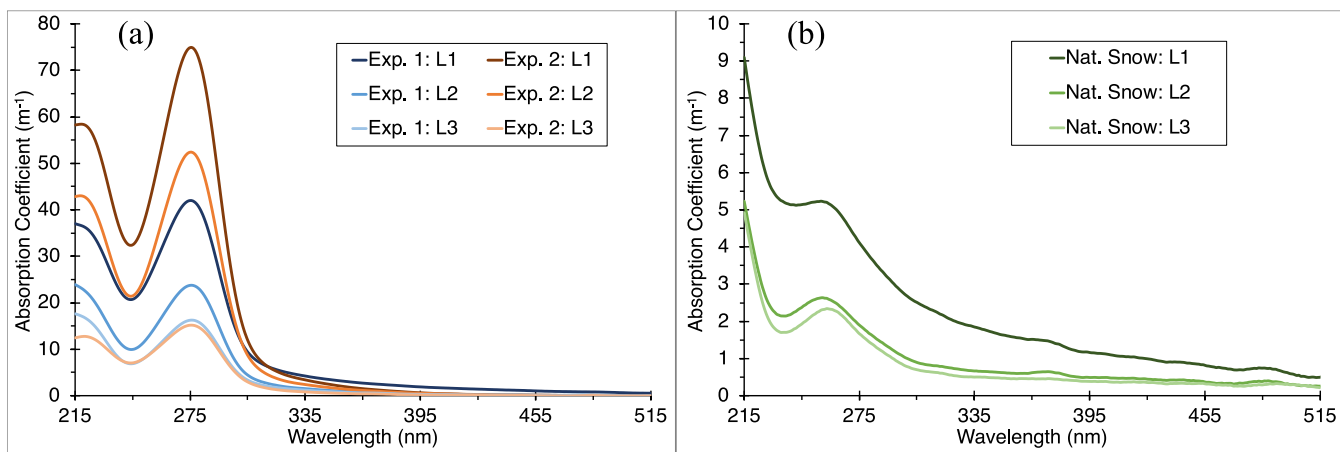 (a)
80
70
60
50
40
30
20
10
0
Absorption Coefficient (m⁻¹)
Exp. 1: L1 Exp. 2: L1
Exp. 1: L2 Exp. 2: L2
Exp. 1: L3 Exp. 2: L3
215 275 335 395 455 515
Wavelength (nm)
(b)
10
9
8
7
6
5
4
3
2
1
0
Absorption Coefficient (m⁻¹)
Nat. Snow: L1
Nat. Snow: L2
Nat. Snow: L3
215 275 335 395 455 515
Wavelength (nm)